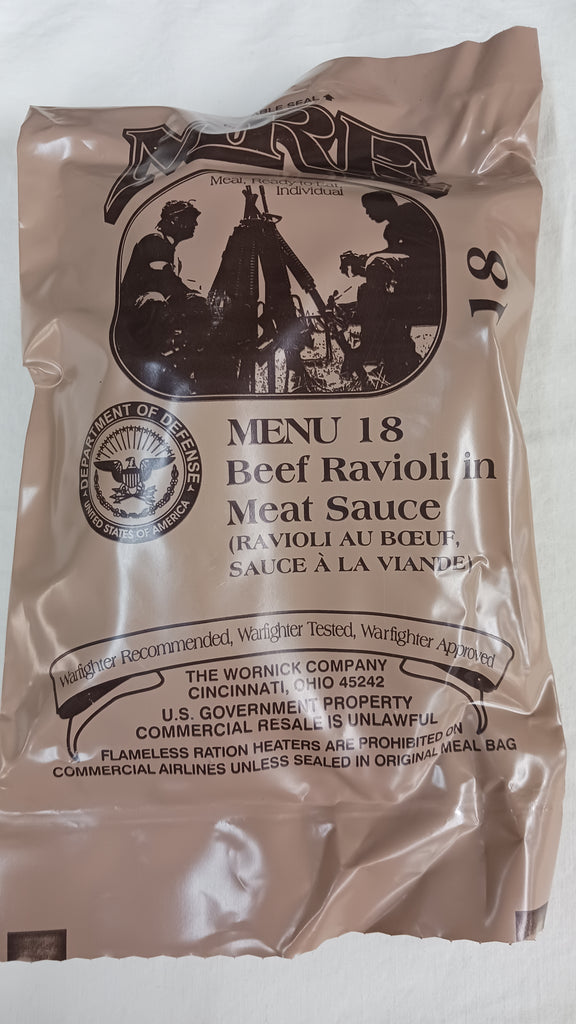 ABLE SEAL
MRE
Meal, Ready-to-Eat,
Individual
18
DEPARTMENT OF DEFENSE
UNITED STATES OF AMERICA
MENU 18
Beef Ravioli in
Meat Sauce
(RAVIOLI AU BŒUF,
SAUCE À LA VIANDE)
Warfighter Recommended, Warfighter Tested, Warfighter Approved
THE WORNICK COMPANY
CINCINNATI, OHIO 45242
U.S. GOVERNMENT PROPERTY
COMMERCIAL RESALE IS UNLAWFUL
FLAMELESS RATION HEATERS ARE PROHIBITED ON
COMMERCIAL AIRLINES UNLESS SEALED IN ORIGINAL MEAL BAG